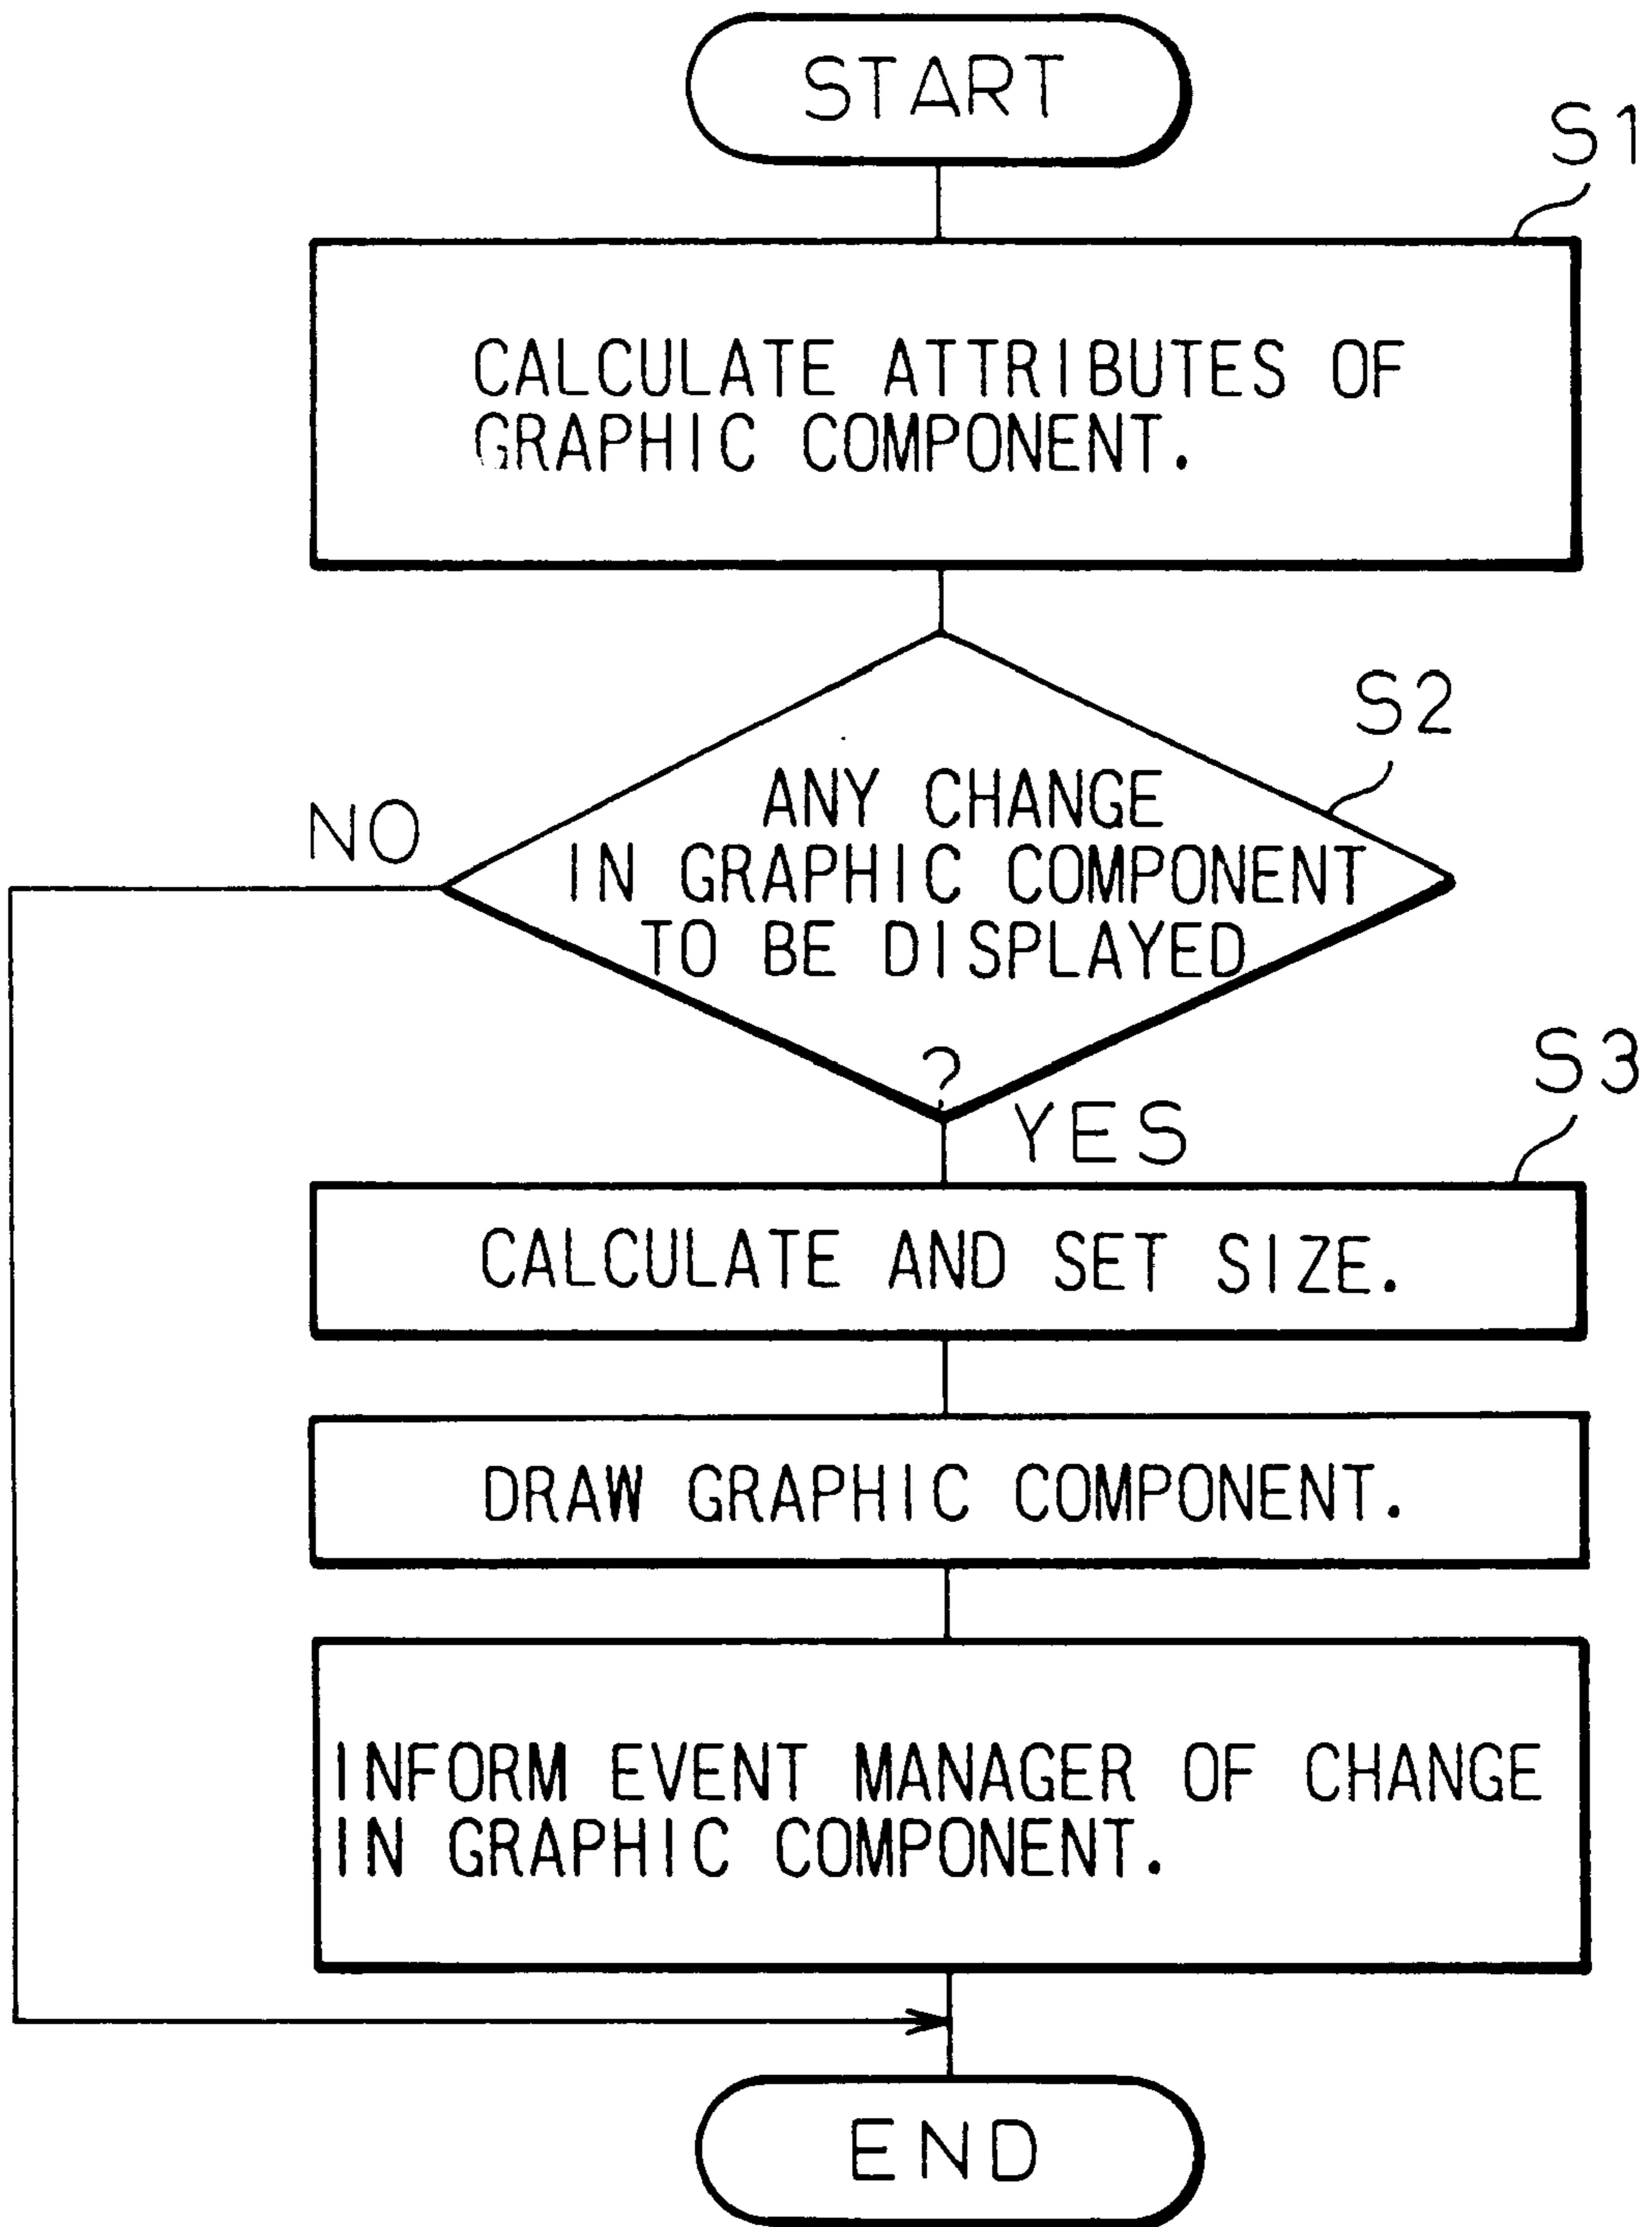 START
S1
CALCULATE ATTRIBUTES OF
GRAPHIC COMPONENT.
S2
ANY CHANGE
NO
IN GRAPHIC COMPONENT
TO BE DISPLAYED
?
S3
YES
CALCULATE AND SET SIZE.
DRAW GRAPHIC COMPONENT.
INFORM EVENT MANAGER OF CHANGE
IN GRAPHIC COMPONENT.
END